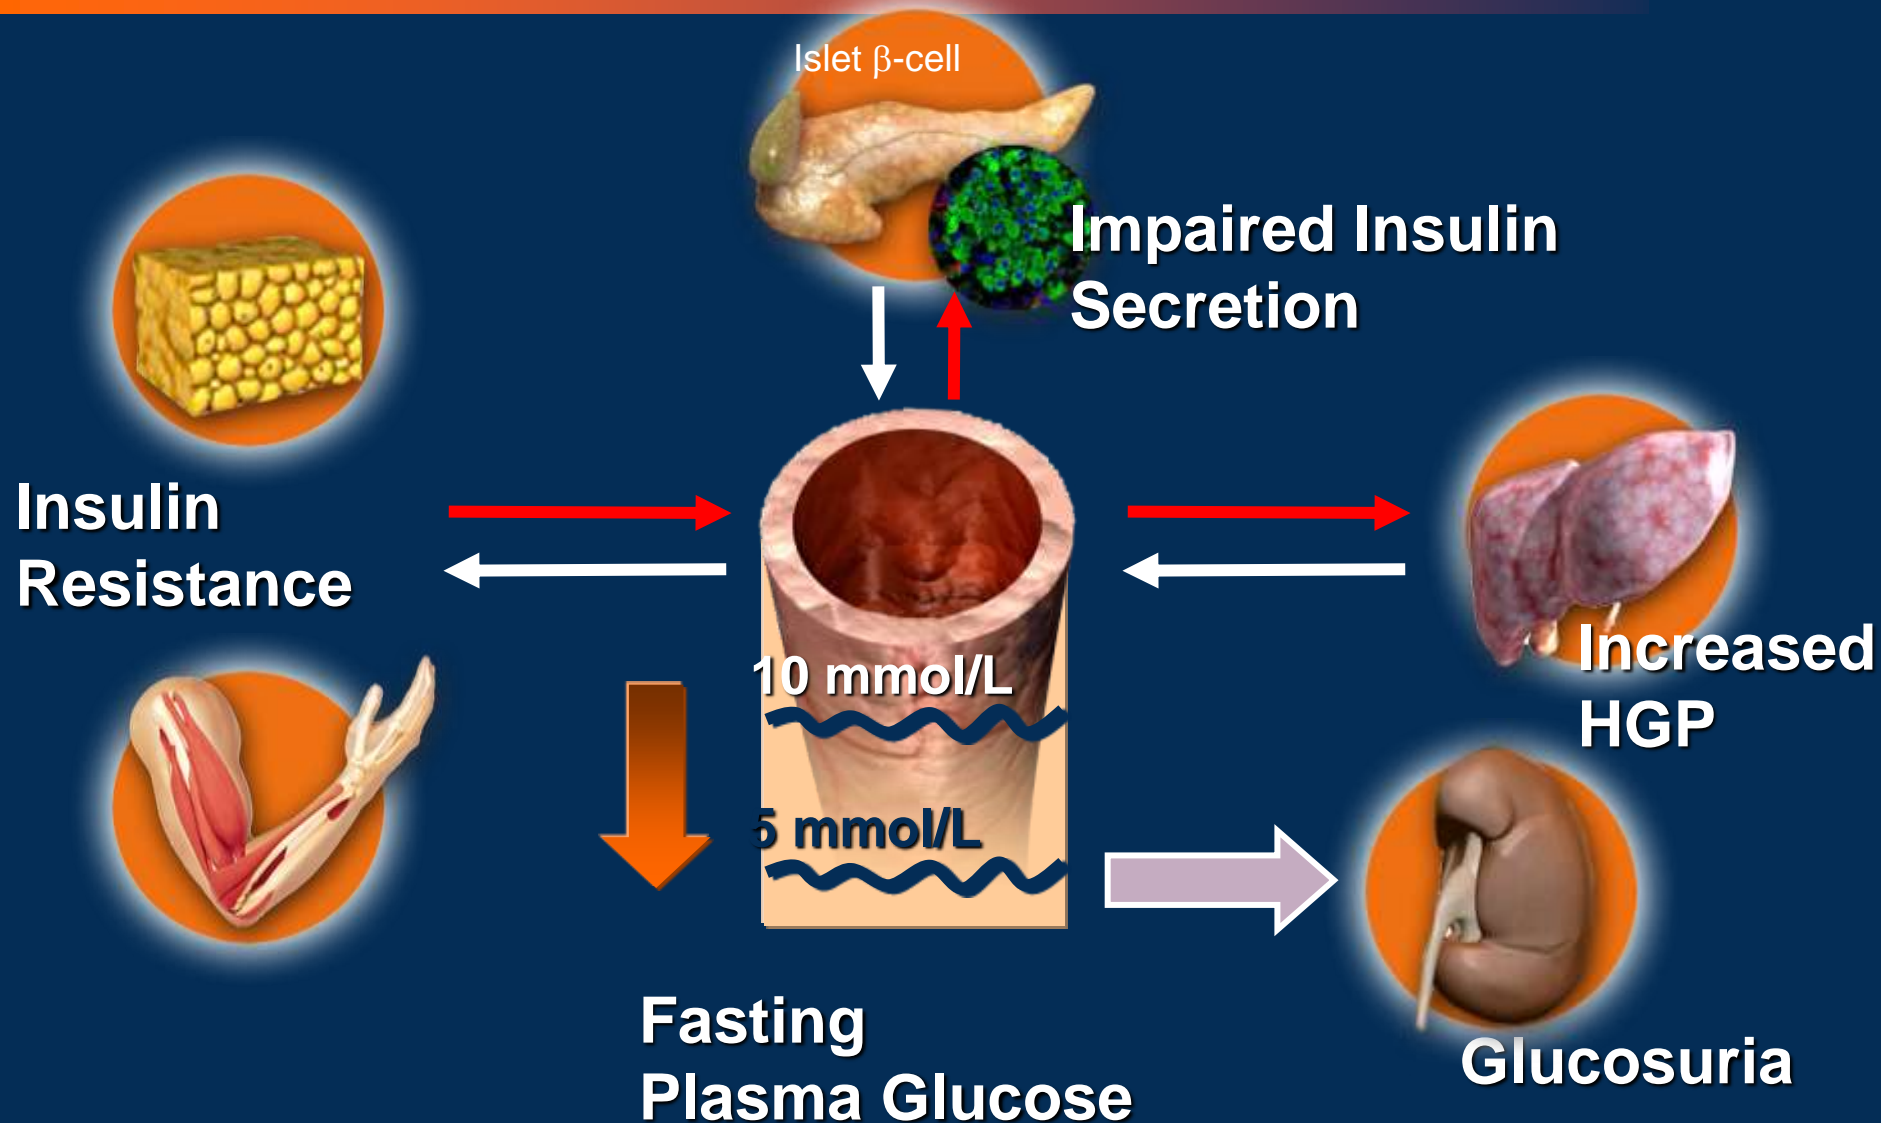 Islet β-cell
Impaired Insulin
Secretion
Insulin
Resistance
Increased
HGP
10 mmol/L
5 mmol/L
Fasting
Plasma Glucose
Glucosuria